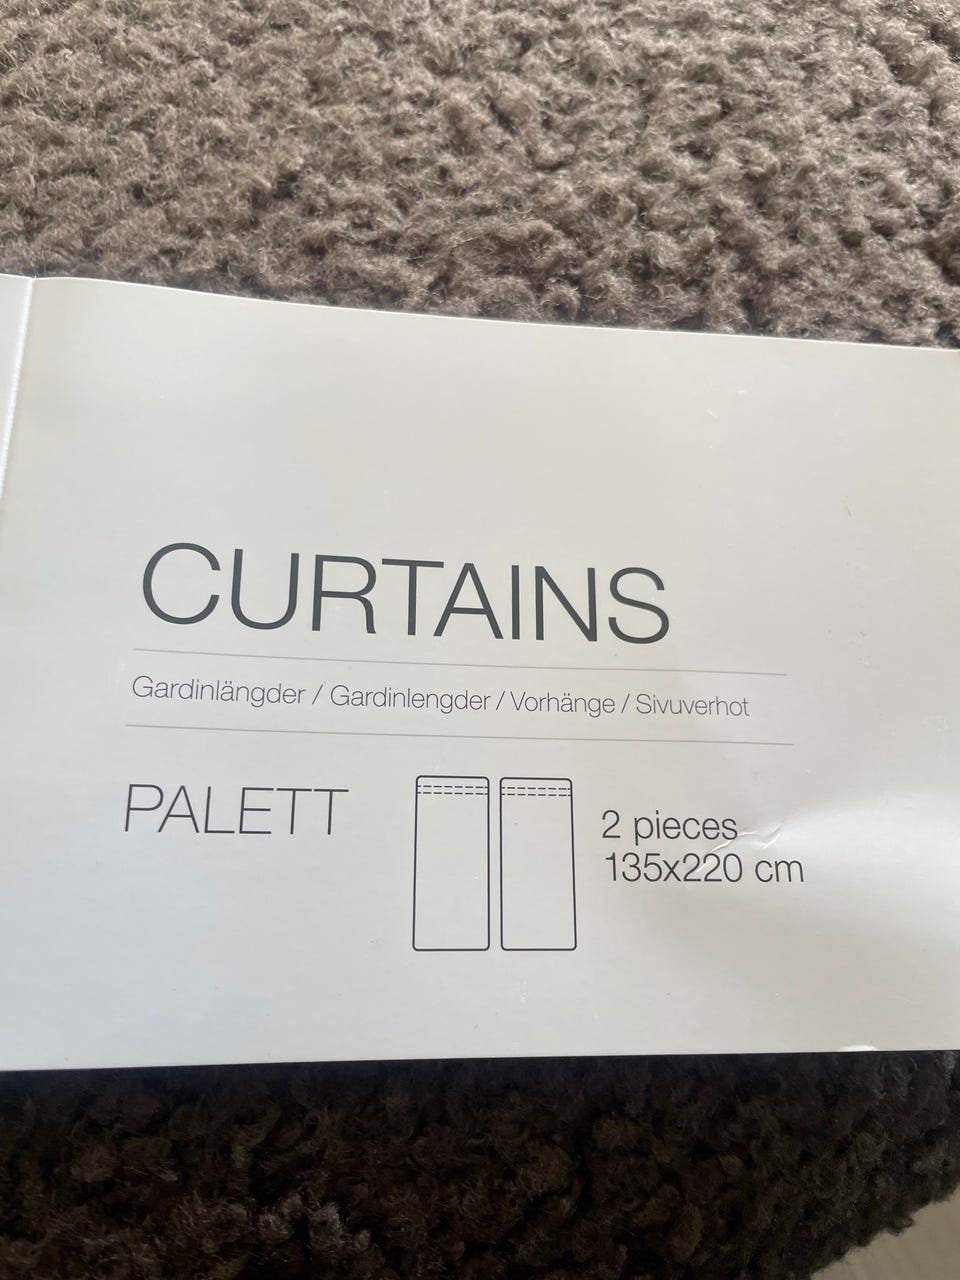 CURTAINS
Gardinlängder / Gardinlengder / Vorhänge / Sivuverhot
PALETT
2 pieces
135x220 cm